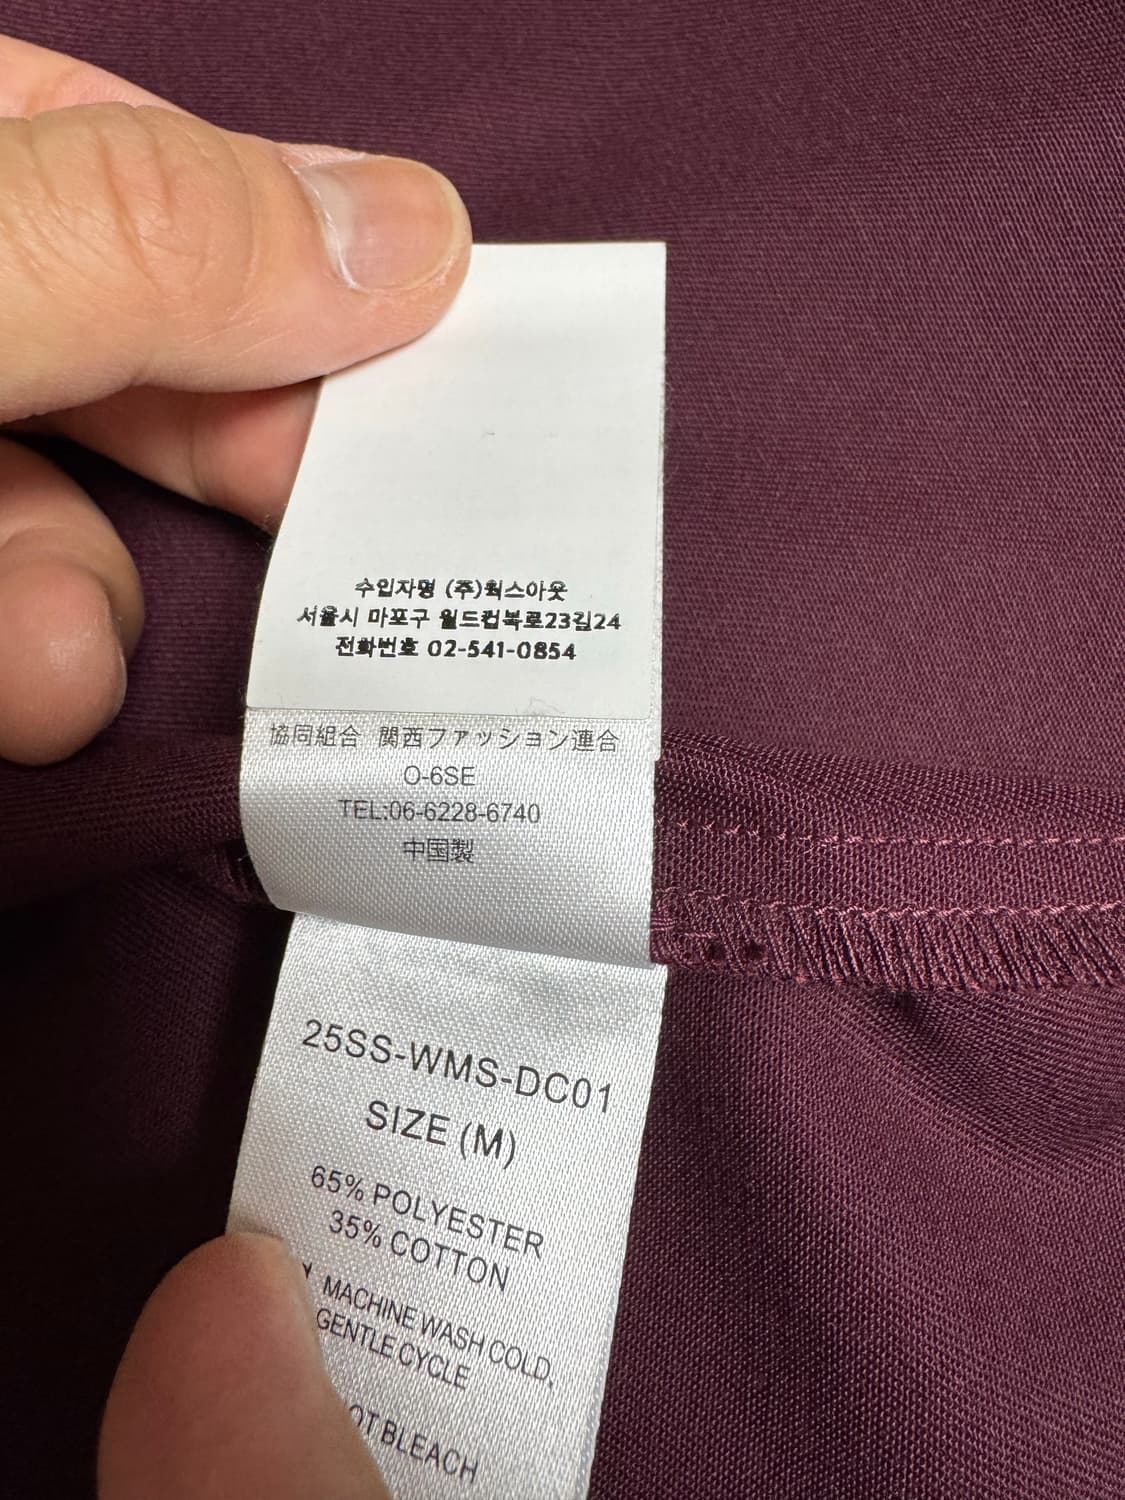 수입자명 (주)웍스아웃
서울시 마포구 월드컵북로23길24
전화번호 02-541-0854
協同組合 関西ファッション連合
O-6SE
TEL:06-6228-6740
中国製
25SS-WMS-DC01
SIZE (M)
65% POLYESTER
35% COTTON
MACHINE WASH COLD,
GENTLE CYCLE
OT BLEACH